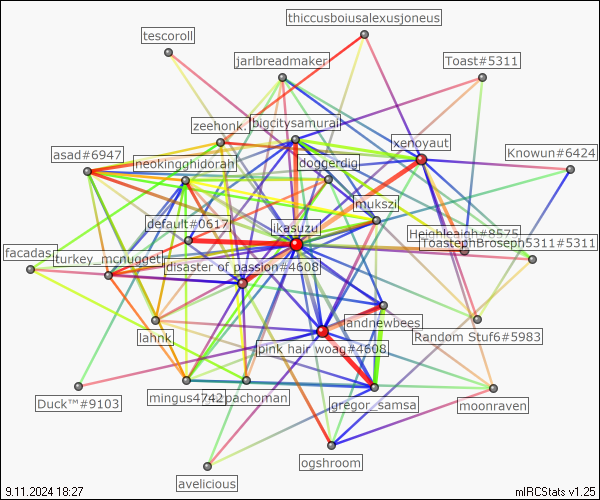 thiccusboiusalexusjoneus
tescoroll
jarlbreadmaker
Toast#5311
zeehonk.
bigcitysamurai
xenoyaut
asad#6947
neokingghidorah
doggerdig
Knowun#6424
mukszi
default#0617
ikasuzu
Heighleigh#8575
ToastephBroseph5311#5311
facadasi
turkey_mcnugget
disaster of passion#4608
lahnk
andnewbees
Random Stuf6#5983
pink hair woag#4608
Duck™#9103
mingus4742
pachoman
gregor_samsa
moonraven
ogshroom
avelicious
9.11.2024 18:27
mIRCStats v1.25